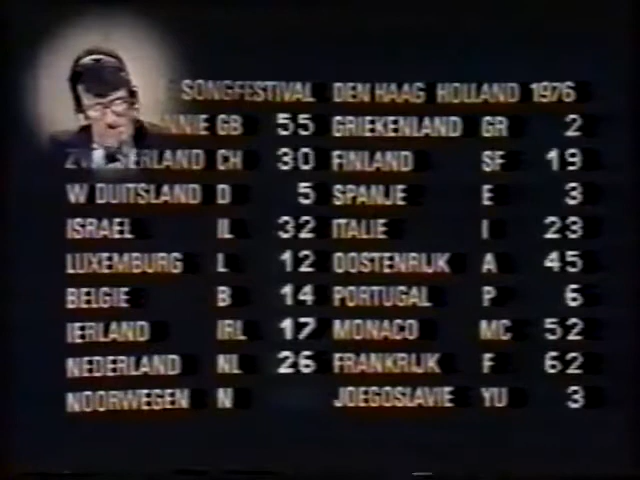 SONGFESTIVAL DEN HAAG HOLLAND 1976
GB 55 GRIEKENLAND GR 2
CH 30 FINLAND SF 19
W DUITSLAND D 5 SPANJE E 3
ISRAEL IL 32 ITALIE I 23
LUXEMBURG L 12 OOSTENRIJK A 45
BELGIE B 14 PORTUGAL P 6
IERLAND IRL 17 MONACO MC 52
NEDERLAND NL 26 FRANKRIJK F 62
NOORWEGEN N JOEGOSLAVIE YU 3